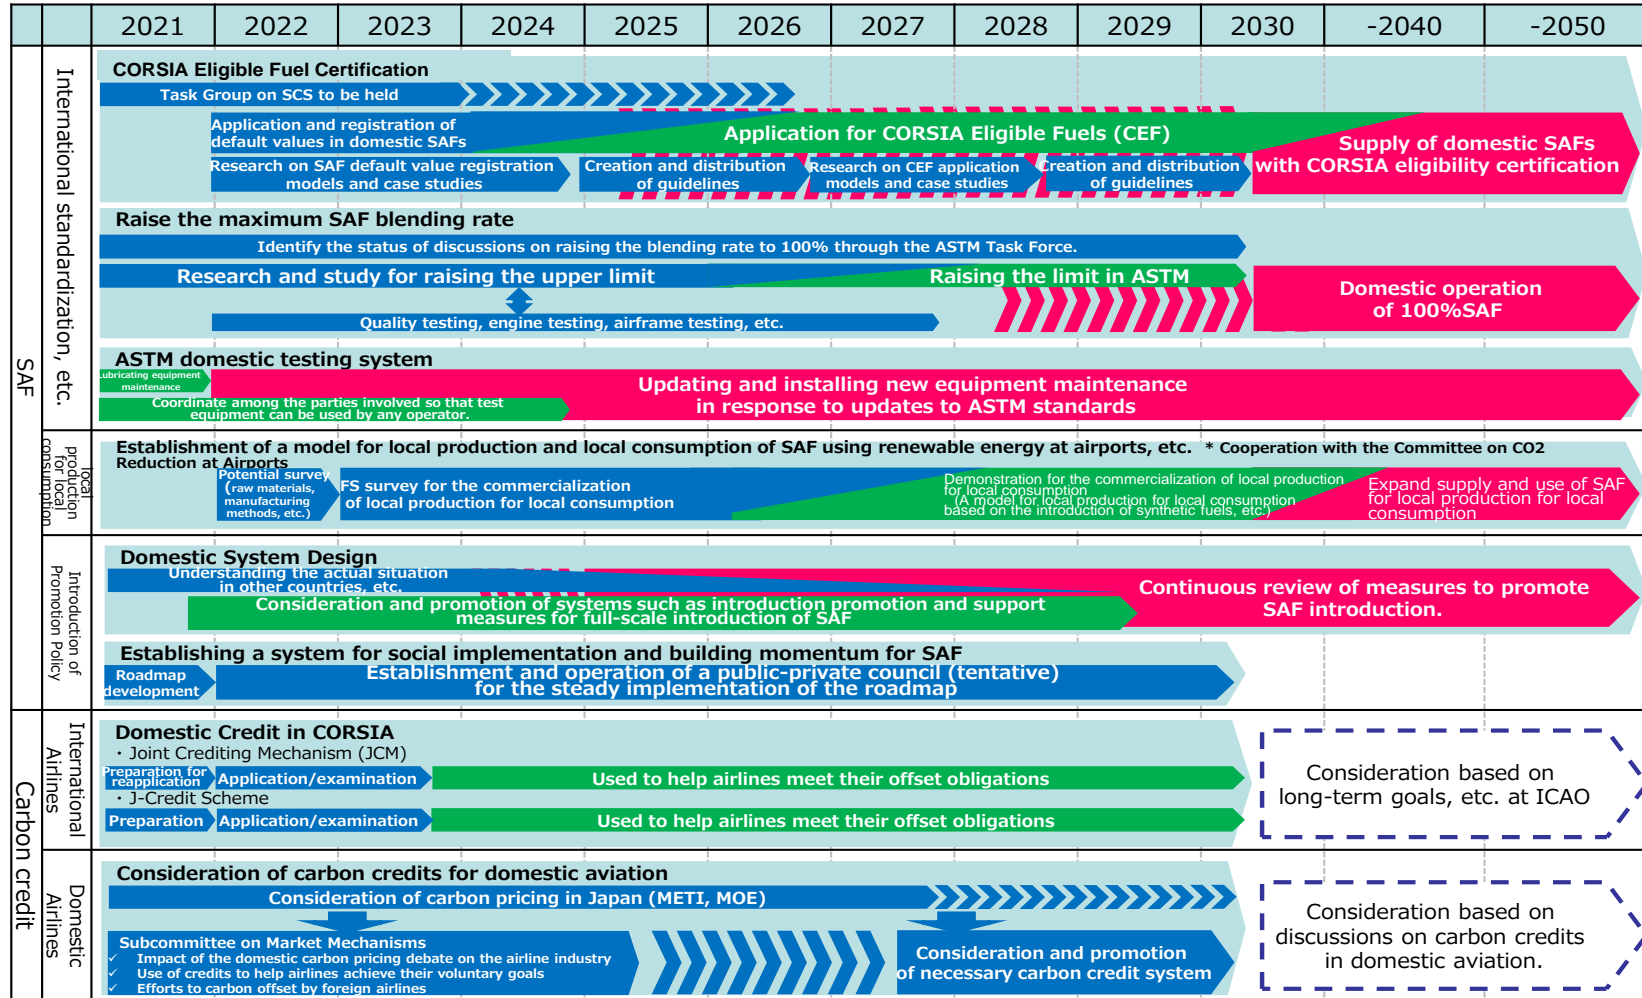 2021 2022 2023 2024 2025 2026 2027 2028 2029 2030 -2040 -2050
SAF
International standardization, etc.
CORSIA Eligible Fuel Certification
Task Group on SCS to be held
Application and registration of
default values in domestic SAFs
Application for CORSIA Eligible Fuels (CEF)
Supply of domestic SAFs
with CORSIA eligibility certification
Research on SAF default value registration
models and case studies
Creation and distribution
of guidelines
Research on CEF application
models and case studies
Creation and distribution
of guidelines
Raise the maximum SAF blending rate
Identify the status of discussions on raising the blending rate to 100% through the ASTM Task Force.
Research and study for raising the upper limit
Raising the limit in ASTM
Domestic operation
of 100%SAF
Quality testing, engine testing, airframe testing, etc.
ASTM domestic testing system
Lubricating equipment
maintenance
Updating and installing new equipment maintenance
in response to updates to ASTM standards
Coordinate among the parties involved so that test
equipment can be used by any operator.
local
production
for local
consumption
Establishment of a model for local production and local consumption of SAF using renewable energy at airports, etc. * Cooperation with the Committee on CO2
Reduction at Airports
Potential survey
(raw materials,
manufacturing
methods, etc.)
FS survey for the commercialization
of local production for local consumption
Demonstration for the commercialization of local production
for local consumption
(A model for local production for local consumption
based on the introduction of synthetic fuels, etc.)
Expand supply and use of SAF
for local production for local
consumption
Introduction of
Promotion Policy
Domestic System Design
Understanding the actual situation
in other countries, etc.
Consideration and promotion of systems such as introduction promotion and support
measures for full-scale introduction of SAF
Continuous review of measures to promote
SAF introduction.
Establishing a system for social implementation and building momentum for SAF
Roadmap
development
Establishment and operation of a public-private council (tentative)
for the steady implementation of the roadmap
Carbon credit
International
Airlines
Domestic Credit in CORSIA
・Joint Crediting Mechanism (JCM)
Preparation for
reapplication
Application/examination
Used to help airlines meet their offset obligations
・J-Credit Scheme
Preparation
Application/examination
Used to help airlines meet their offset obligations
Consideration based on
long-term goals, etc. at ICAO
Domestic
Airlines
Consideration of carbon credits for domestic aviation
Consideration of carbon pricing in Japan (METI, MOE)
Subcommittee on Market Mechanisms
✓ Impact of the domestic carbon pricing debate on the airline industry
✓ Use of credits to help airlines achieve their voluntary goals
✓ Efforts to carbon offset by foreign airlines
Consideration and promotion
of necessary carbon credit system
Consideration based on
discussions on carbon credits
in domestic aviation.